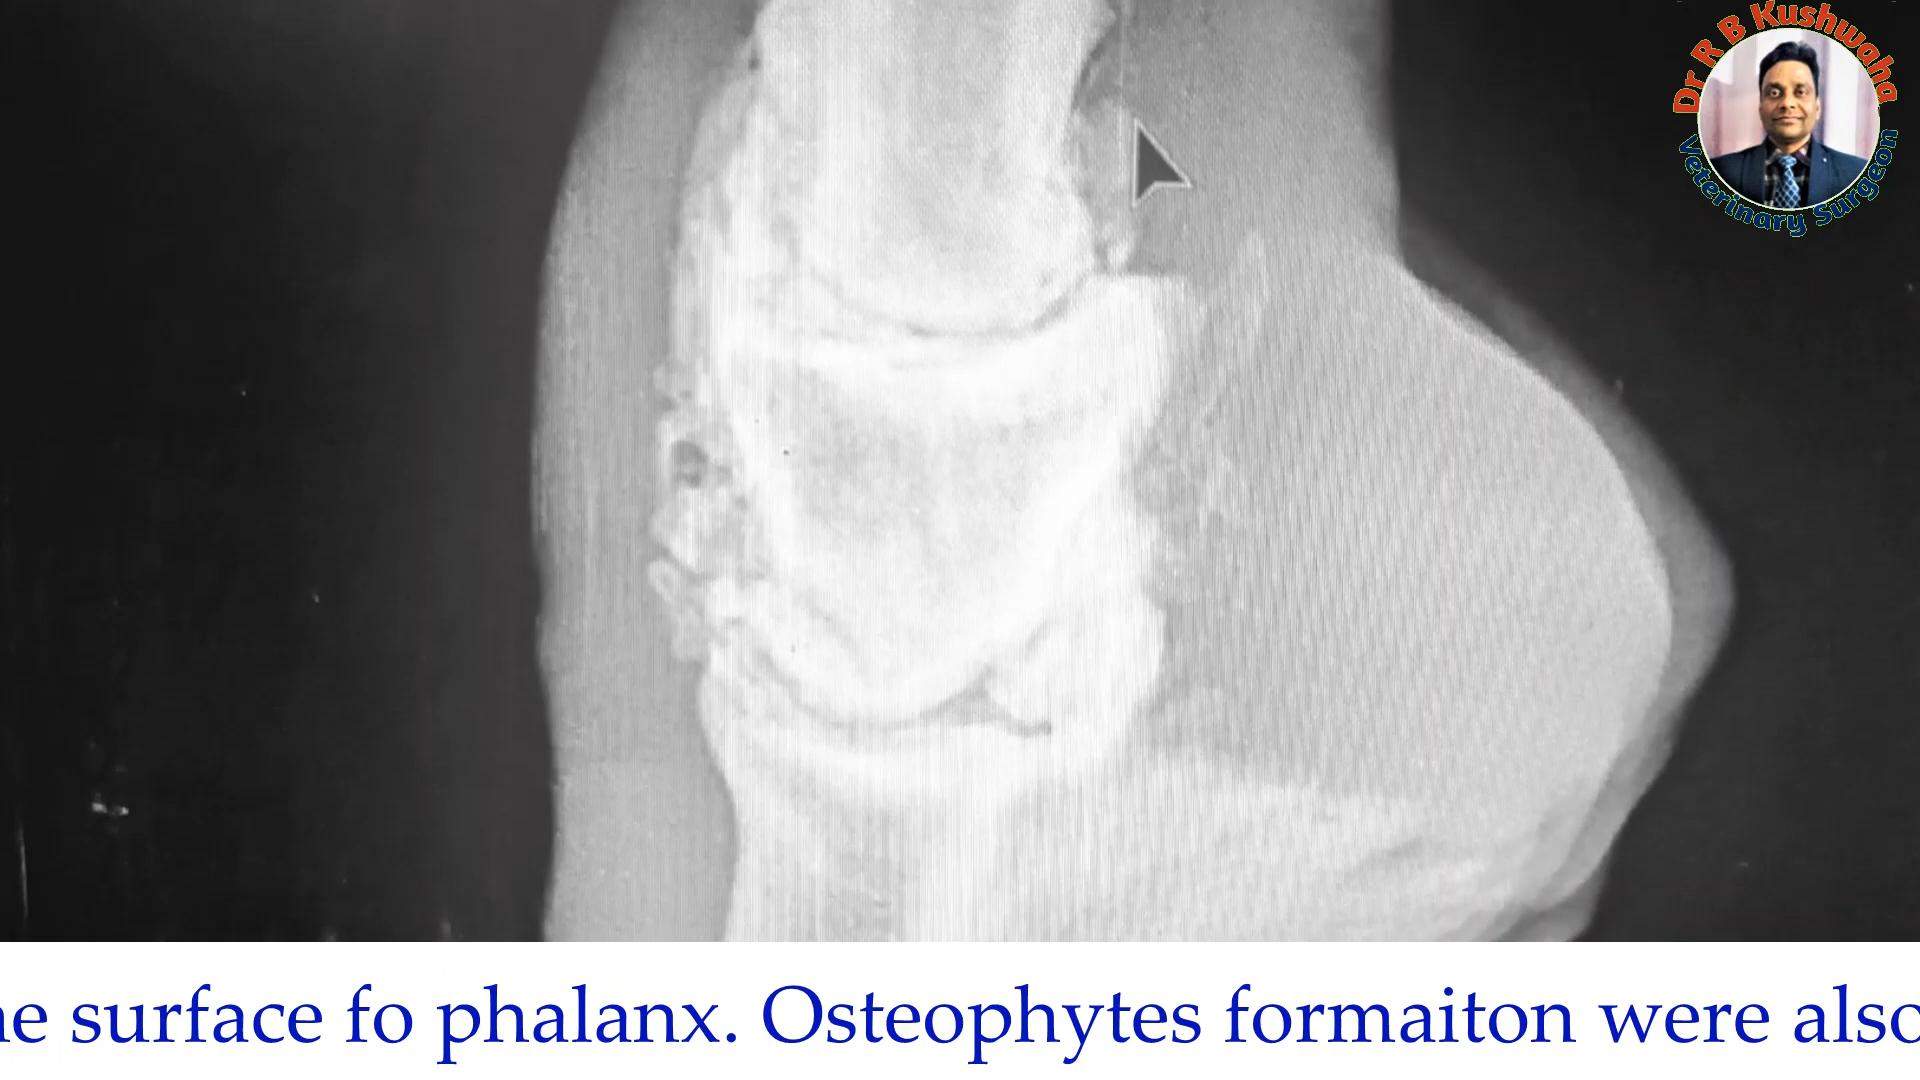 Dr R B Kushwaha
Veterinary Surgeon
surface fo phalanx. Osteophytes formaiton were also